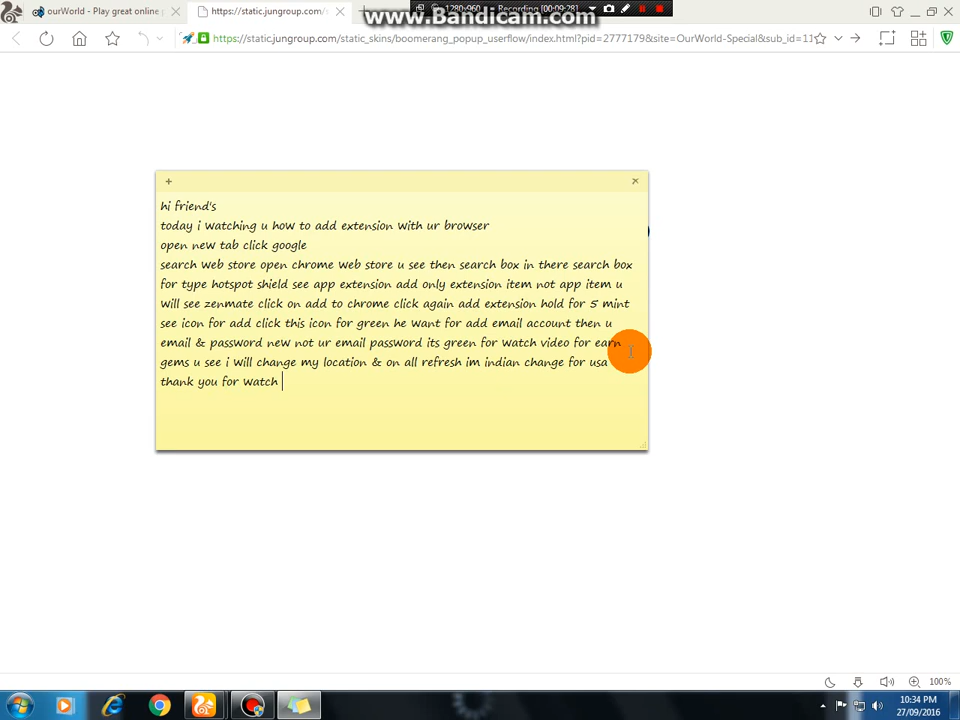 www.Bandicam.com
1280x960
Recording [00:09:28]
ourWorld - Play great online
https://static.jungroup.com/
https://static.jungroup.com/static_skins/boomerang_popup_userflow/index.html?pid=2777179&site=OurWorld-Special&sub_id=11
hi friend's
today i watching u how to add extension with ur browser
open new tab click google
search web store open chrome web store u see then search box in there search box
for type hotspot shield see app extension add only extension item not app item u
will see zenmate click on add to chrome click again add extension hold for 5 mint
see icon for add click this icon for green he want for add email account then u
email & password new not ur email password its green for watch video for earn
gems u see i will change my location & on all refresh im indian change for usa
thank you for watch
100%
10:34 PM
27/09/2016